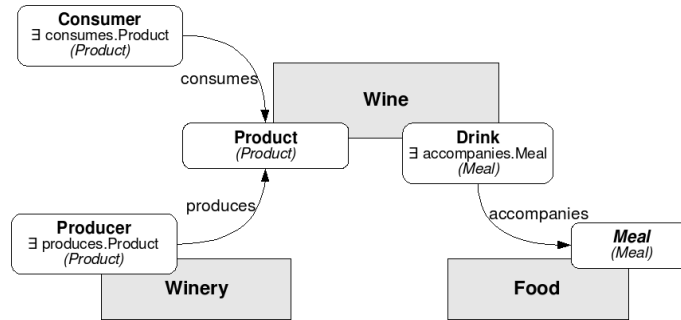 Consumer
∃ consumes.Product
(Product)
consumes
Wine
Product
(Product)
Drink
∃ accompanies.Meal
(Meal)
produces
accompanies
Producer
∃ produces.Product
(Product)
Meal
(Meal)
Winery
Food